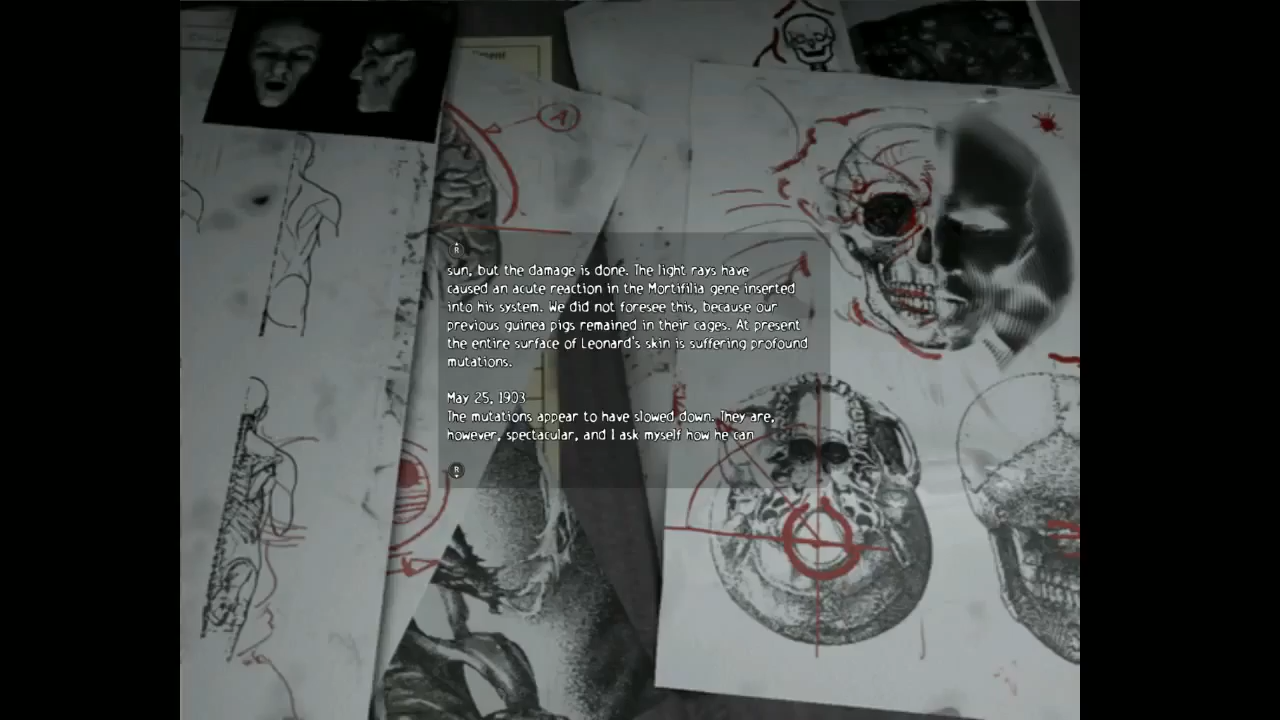 ment
A
R
sun, but the damage is done. The light rays have
caused an acute reaction in the Mortifilia gene inserted
into his system. We did not foresee this, because our
previous guinea pigs remained in their cages. At present
the entire surface of Leonard's skin is suffering profound
mutations.
May 25, 1903
The mutations appear to have slowed down. They are,
however, spectacular, and I ask myself how he can
R